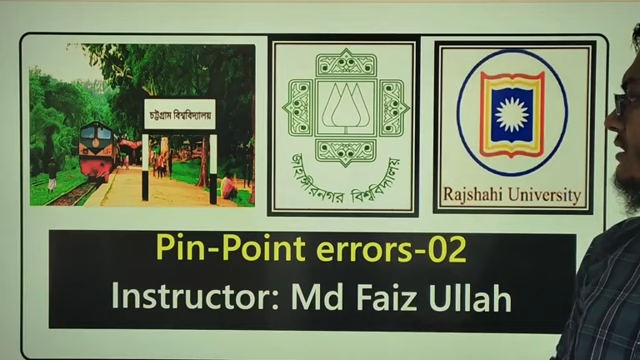 চট্টগ্রাম বিশ্ববিদ্যালয়
জাহাঙ্গীরনগর বিশ্ববিদ্যালয়
Rajshahi University
Pin-Point errors-02
Instructor: Md Faiz Ullah